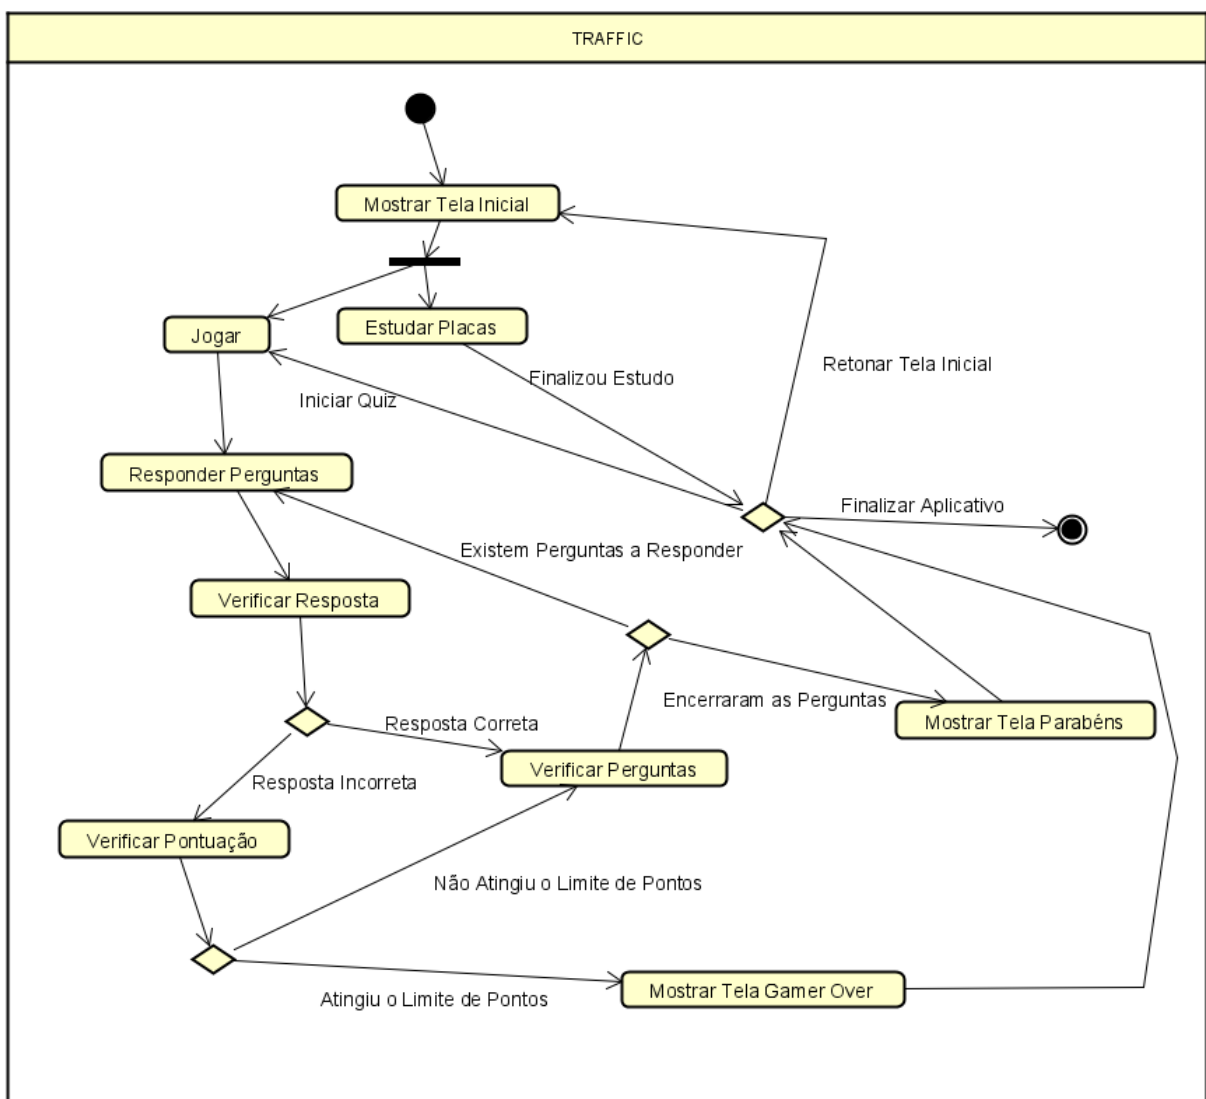 TRAFFIC
Mostrar Tela Inicial
Jogar
Estudar Placas
Retonar Tela Inicial
Finalizou Estudo
Iniciar Quiz
Responder Perguntas
Finalizar Aplicativo
Existem Perguntas a Responder
Verificar Resposta
Encerraram as Perguntas
Mostrar Tela Parabéns
Resposta Correta
Verificar Perguntas
Resposta Incorreta
Verificar Pontuação
Não Atingiu o Limite de Pontos
Mostrar Tela Gamer Over
Atingiu o Limite de Pontos